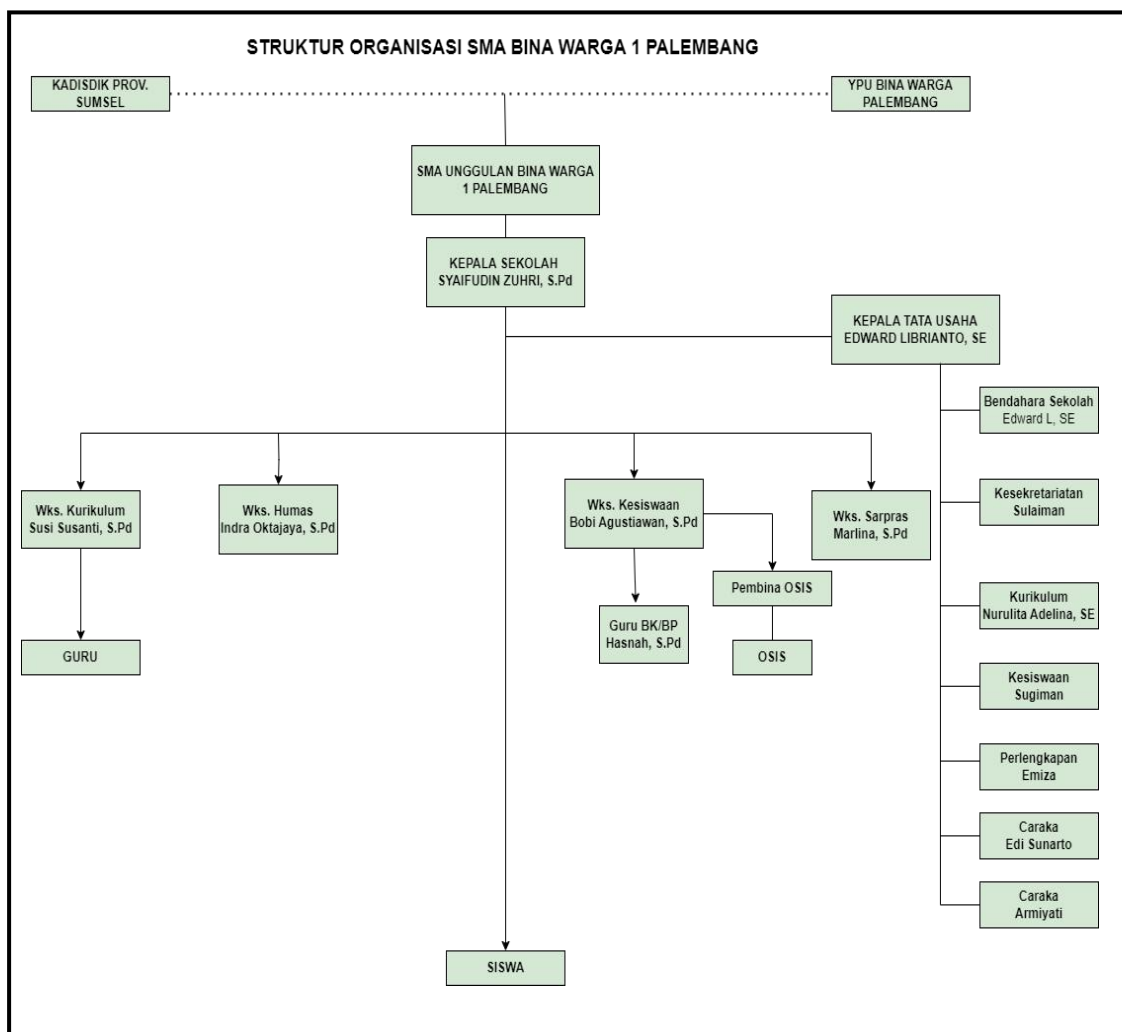 STRUKTUR ORGANISASI SMA BINA WARGA 1 PALEMBANG
KADISDIK PROV.
SUMSEL
YPU BINA WARGA
PALEMBANG
SMA UNGGULAN BINA WARGA
1 PALEMBANG
KEPALA SEKOLAH
SYAIFUDIN ZUHRI, S.Pd
KEPALA TATA USAHA
EDWARD LIBRIANTO, SE
Bendahara Sekolah
Edward L, SE
Kesekretariatan
Sulaiman
Kurikulum
Nurulita Adelina, SE
Kesiswaan
Sugiman
Perlengkapan
Emiza
Caraka
Edi Sunarto
Caraka
Armiyati
Wks. Kurikulum
Susi Susanti, S.Pd
Wks. Humas
Indra Oktajaya, S.Pd
Wks. Kesiswaan
Bobi Agustiawan, S.Pd
Wks. Sarpras
Marlina, S.Pd
Pembina OSIS
Guru BK/BP
Hasnah, S.Pd
OSIS
GURU
SISWA